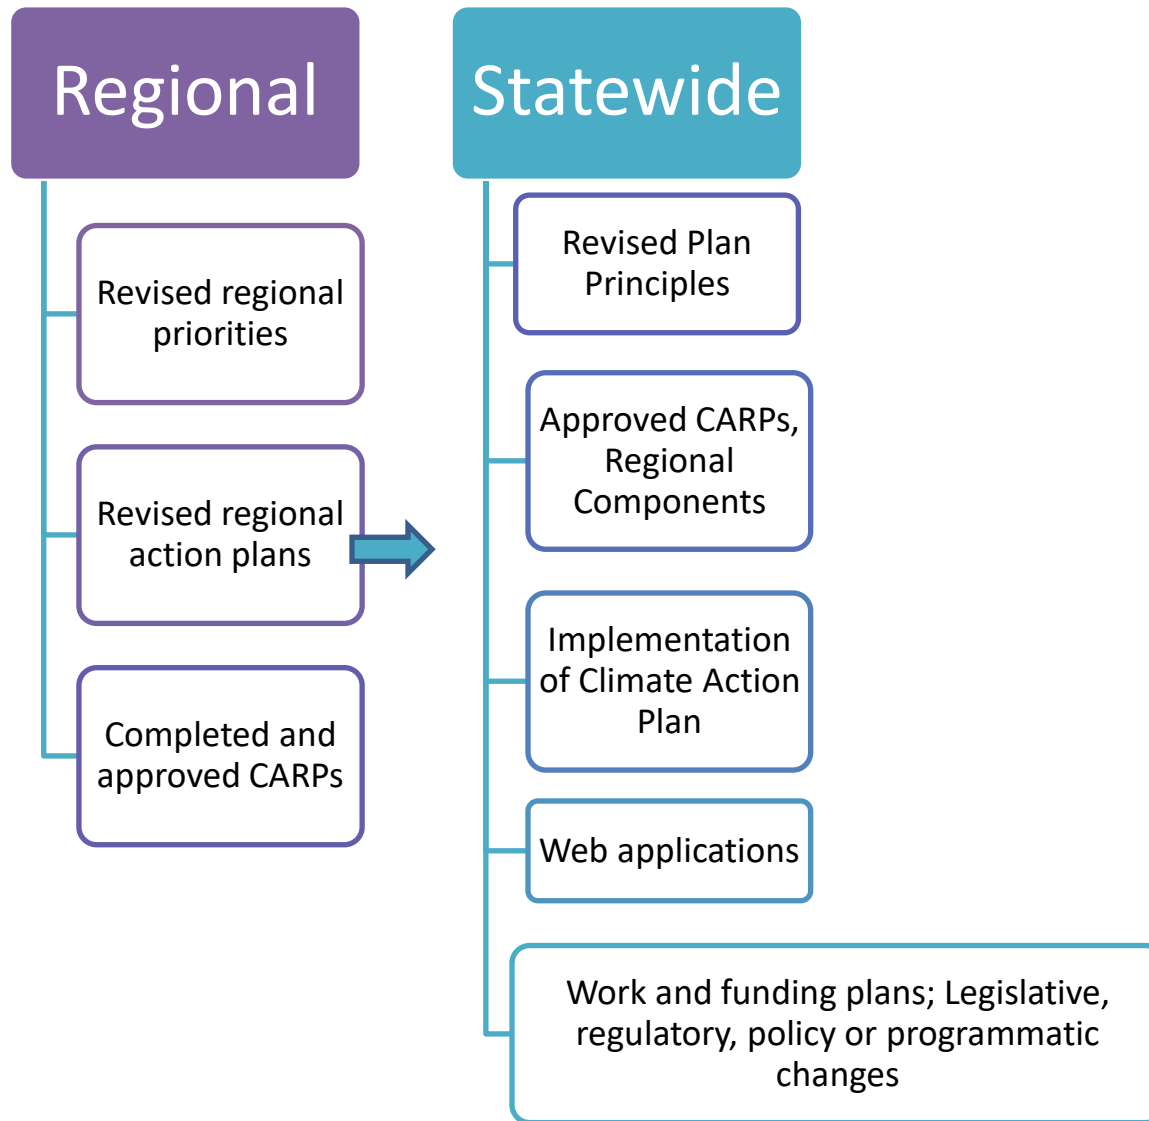 Regional
Revised regional
priorities
Revised regional
action plans
Completed and
approved CARPs
Statewide
Revised Plan
Principles
Approved CARPs,
Regional
Components
Implementation
of Climate Action
Plan
Web applications
Work and funding plans; Legislative,
regulatory, policy or programmatic
changes